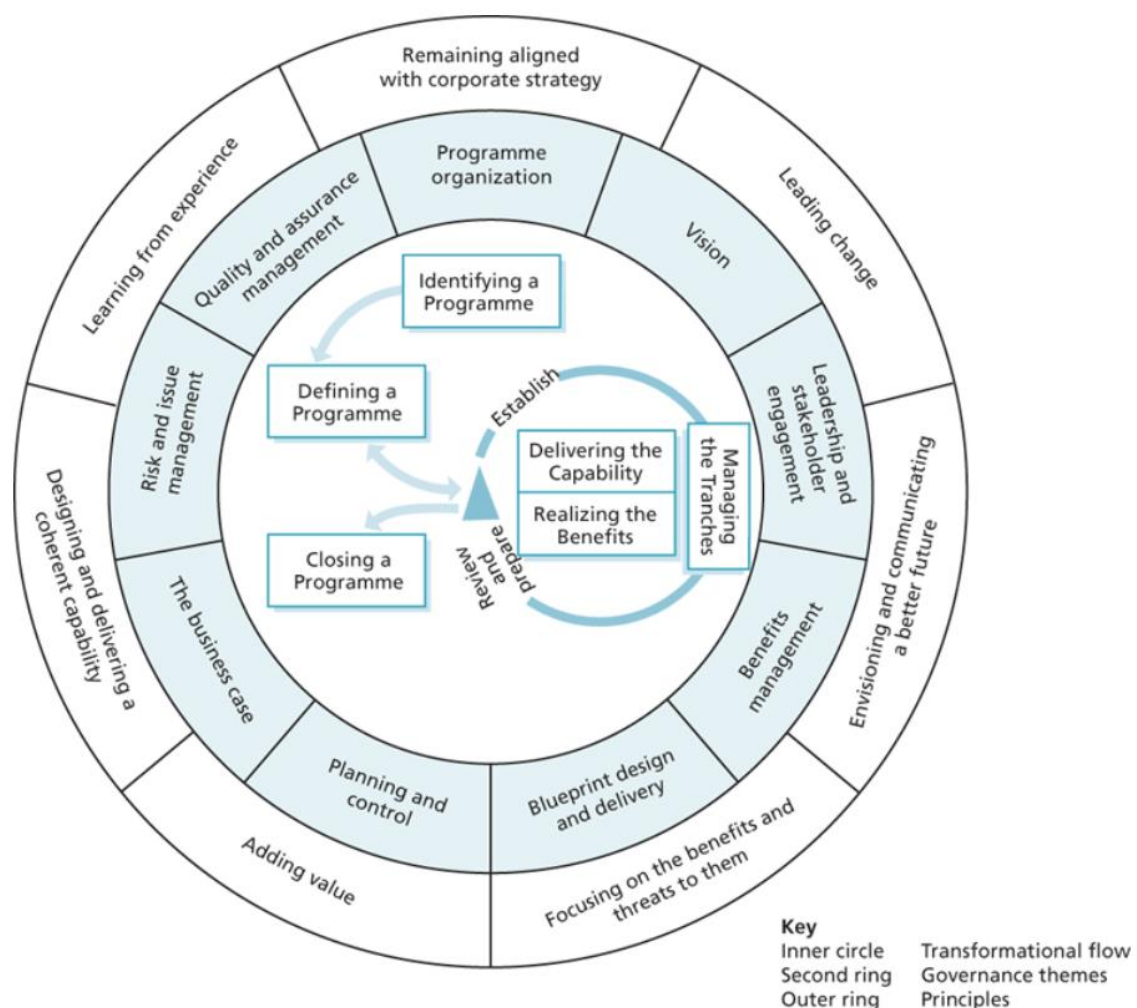 Remaining aligned
with corporate strategy
Leading change
Envisioning and communicating
a better future
Focusing on the benefits and
threats to them
Adding value
Designing and delivering a
coherent capability
Learning from experience
Programme
organization
Vision
Leadership and
stakeholder
engagement
Benefits
management
Blueprint design
and delivery
Planning and
control
The business case
Risk and issue
management
Quality and assurance
management
Identifying a
Programme
Defining a
Programme
Closing a
Programme
Establish
Delivering the
Capability
Realizing the
Benefits
Managing
the Tranches
Review
and
prepare
Key
Inner circle Transformational flow
Second ring Governance themes
Outer ring Principles